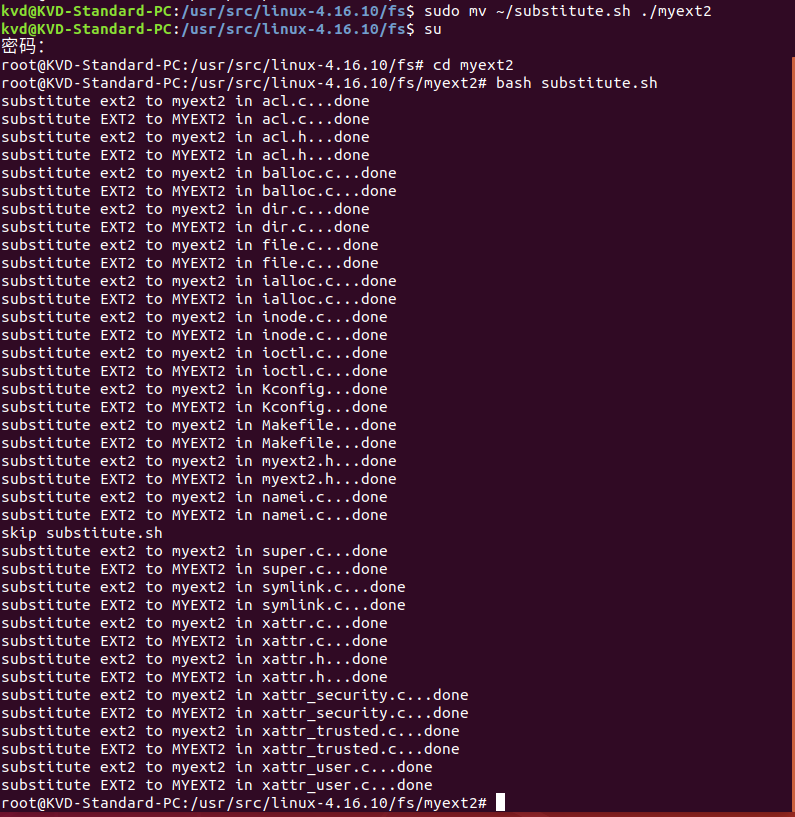 kvd@KVD-Standard-PC:/usr/src/linux-4.16.10/fs$ sudo mv ~/substitute.sh ./myext2
kvd@KVD-Standard-PC:/usr/src/linux-4.16.10/fs$ su
密码：
root@KVD-Standard-PC:/usr/src/linux-4.16.10/fs# cd myext2
root@KVD-Standard-PC:/usr/src/linux-4.16.10/fs/myext2# bash substitute.sh
substitute ext2 to myext2 in acl.c...done
substitute EXT2 to MYEXT2 in acl.c...done
substitute ext2 to myext2 in acl.h...done
substitute EXT2 to MYEXT2 in acl.h...done
substitute ext2 to myext2 in balloc.c...done
substitute EXT2 to MYEXT2 in balloc.c...done
substitute ext2 to myext2 in dir.c...done
substitute EXT2 to MYEXT2 in dir.c...done
substitute ext2 to myext2 in file.c...done
substitute EXT2 to MYEXT2 in file.c...done
substitute ext2 to myext2 in ialloc.c...done
substitute EXT2 to MYEXT2 in ialloc.c...done
substitute ext2 to myext2 in inode.c...done
substitute EXT2 to MYEXT2 in inode.c...done
substitute ext2 to myext2 in ioctl.c...done
substitute EXT2 to MYEXT2 in ioctl.c...done
substitute ext2 to myext2 in Kconfig...done
substitute EXT2 to MYEXT2 in Kconfig...done
substitute ext2 to myext2 in Makefile...done
substitute EXT2 to MYEXT2 in Makefile...done
substitute ext2 to myext2 in myext2.h...done
substitute EXT2 to MYEXT2 in myext2.h...done
substitute ext2 to myext2 in namei.c...done
substitute EXT2 to MYEXT2 in namei.c...done
skip substitute.sh
substitute ext2 to myext2 in super.c...done
substitute EXT2 to MYEXT2 in super.c...done
substitute ext2 to myext2 in symlink.c...done
substitute EXT2 to MYEXT2 in symlink.c...done
substitute ext2 to myext2 in xattr.c...done
substitute EXT2 to MYEXT2 in xattr.c...done
substitute ext2 to myext2 in xattr.h...done
substitute EXT2 to MYEXT2 in xattr.h...done
substitute ext2 to myext2 in xattr_security.c...done
substitute EXT2 to MYEXT2 in xattr_security.c...done
substitute ext2 to myext2 in xattr_trusted.c...done
substitute EXT2 to MYEXT2 in xattr_trusted.c...done
substitute ext2 to myext2 in xattr_user.c...done
substitute EXT2 to MYEXT2 in xattr_user.c...done
root@KVD-Standard-PC:/usr/src/linux-4.16.10/fs/myext2#